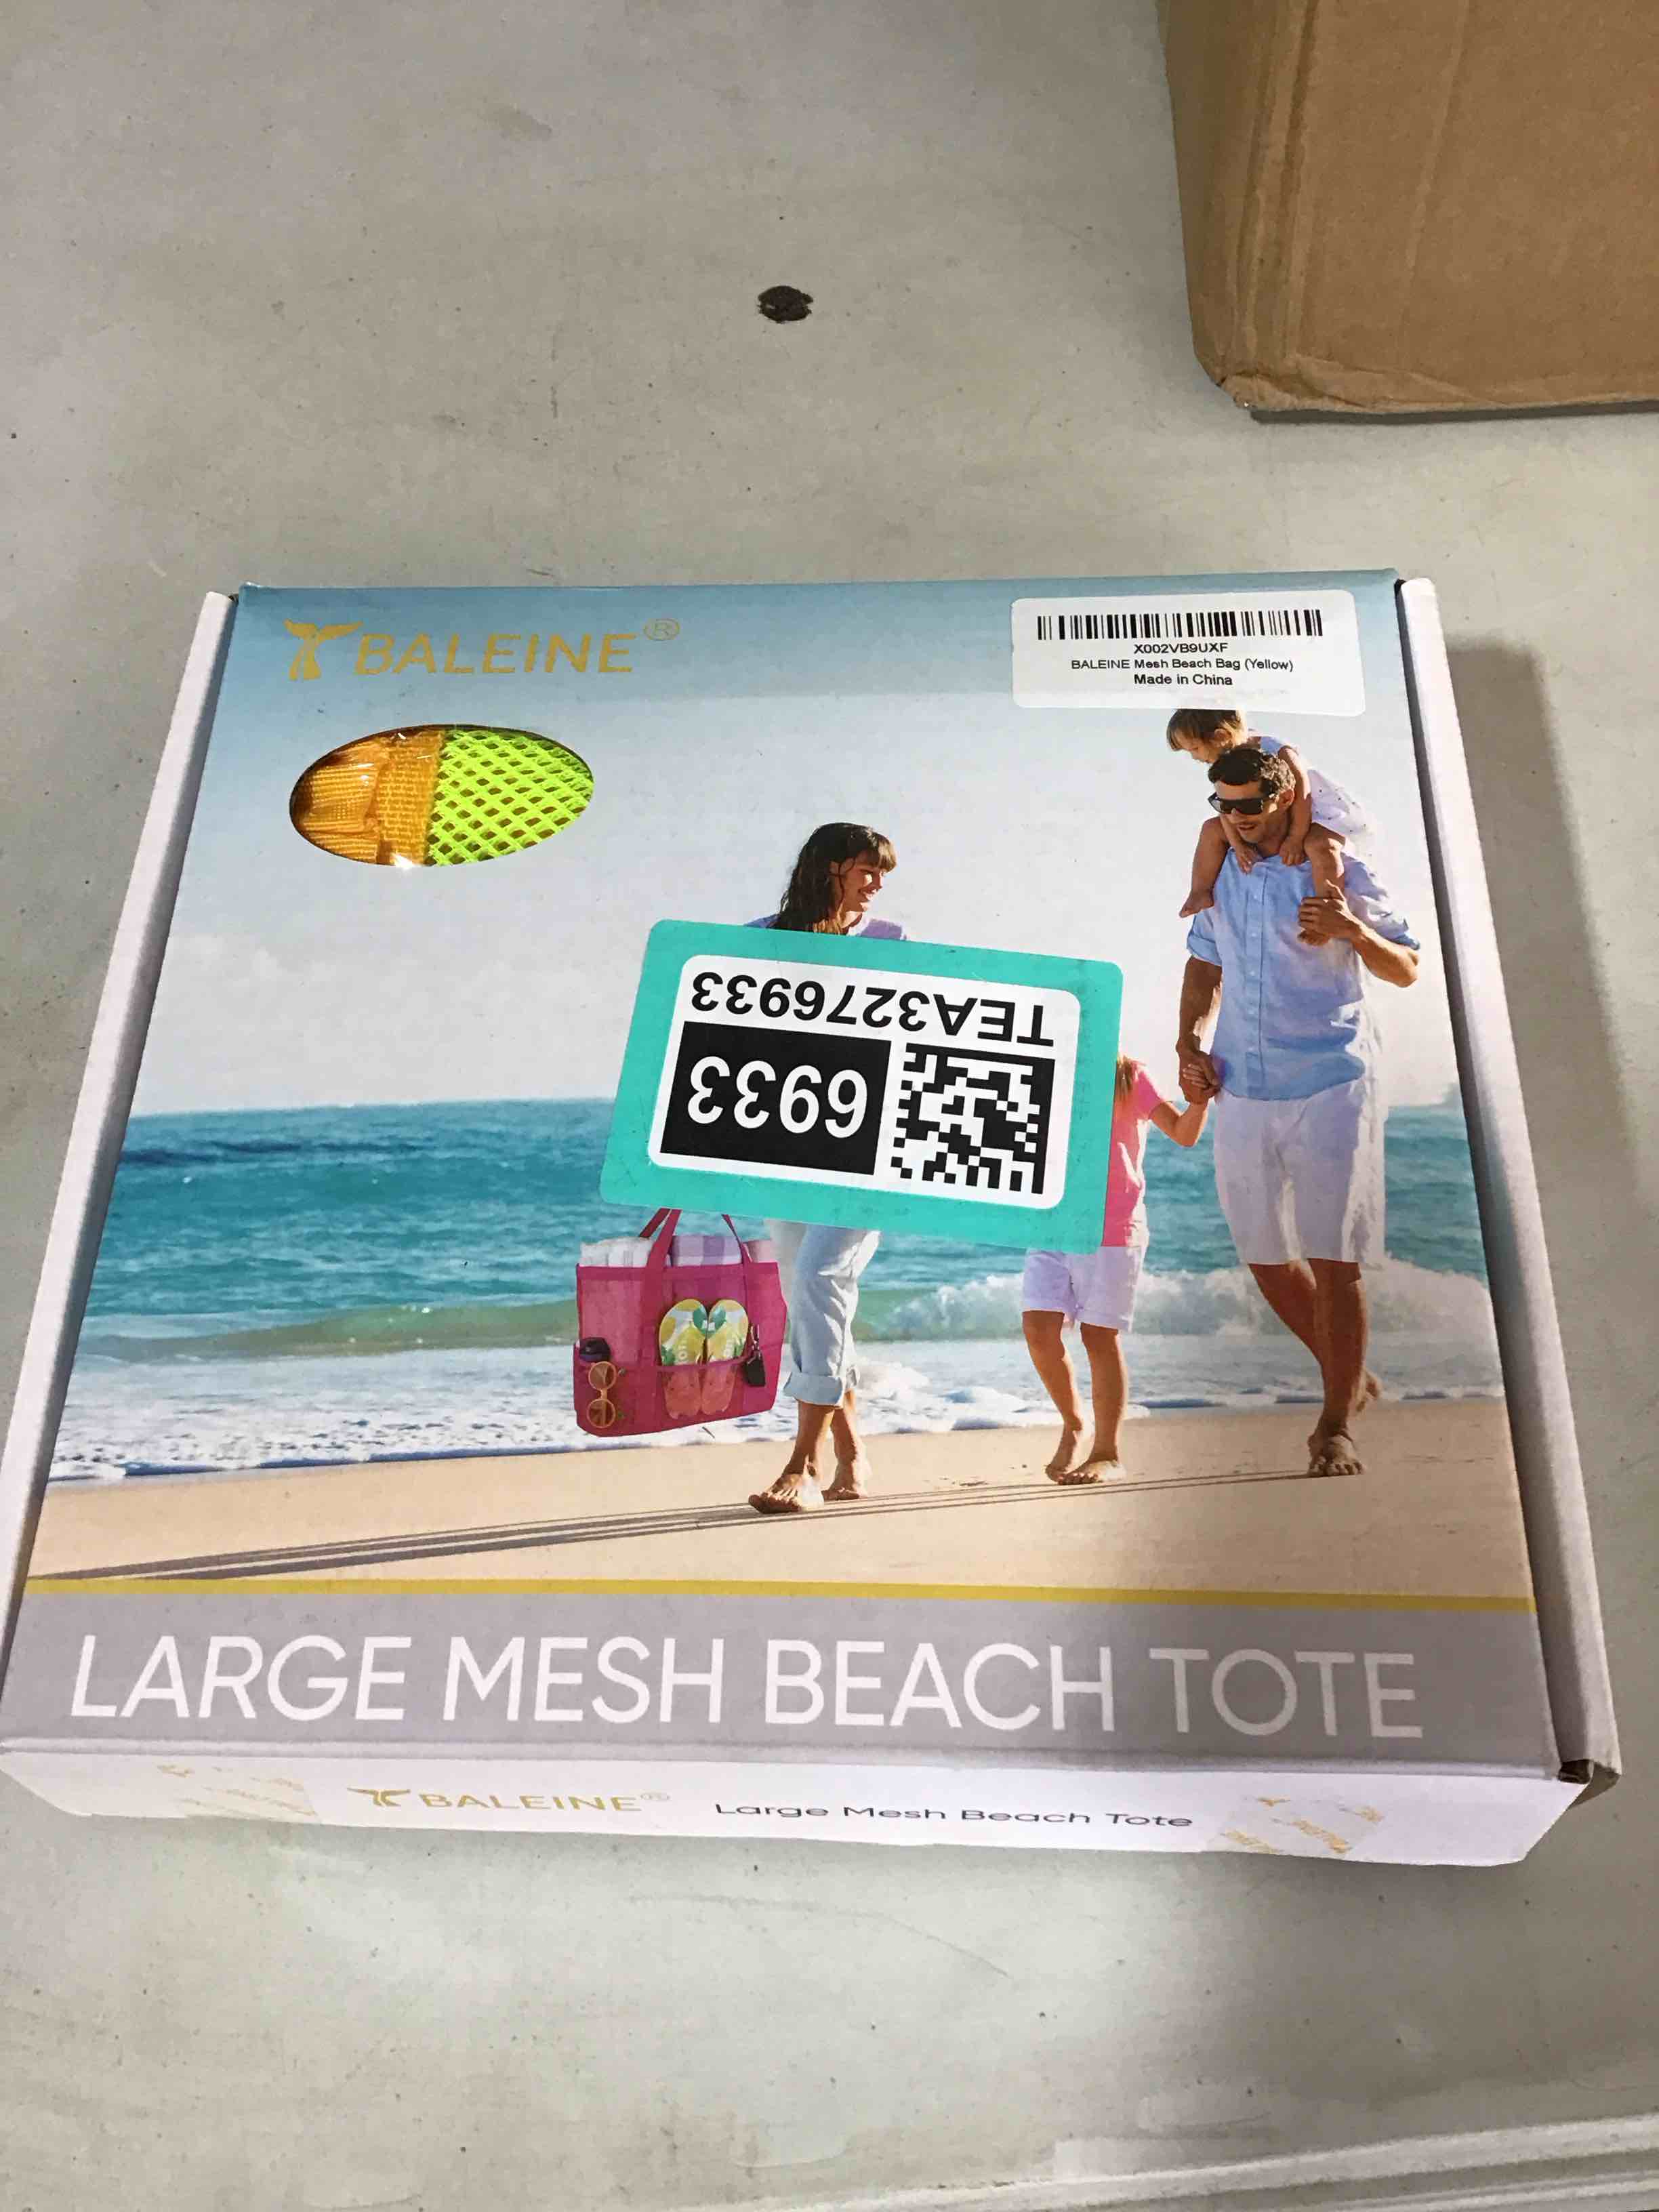 BALEINE®
X002VB9UXF
BALEINE Mesh Beach Bag (Yellow)
Made in China
TEA3276933
6933
LARGE MESH BEACH TOTE
BALEINE®
Large Mesh Beach Tote